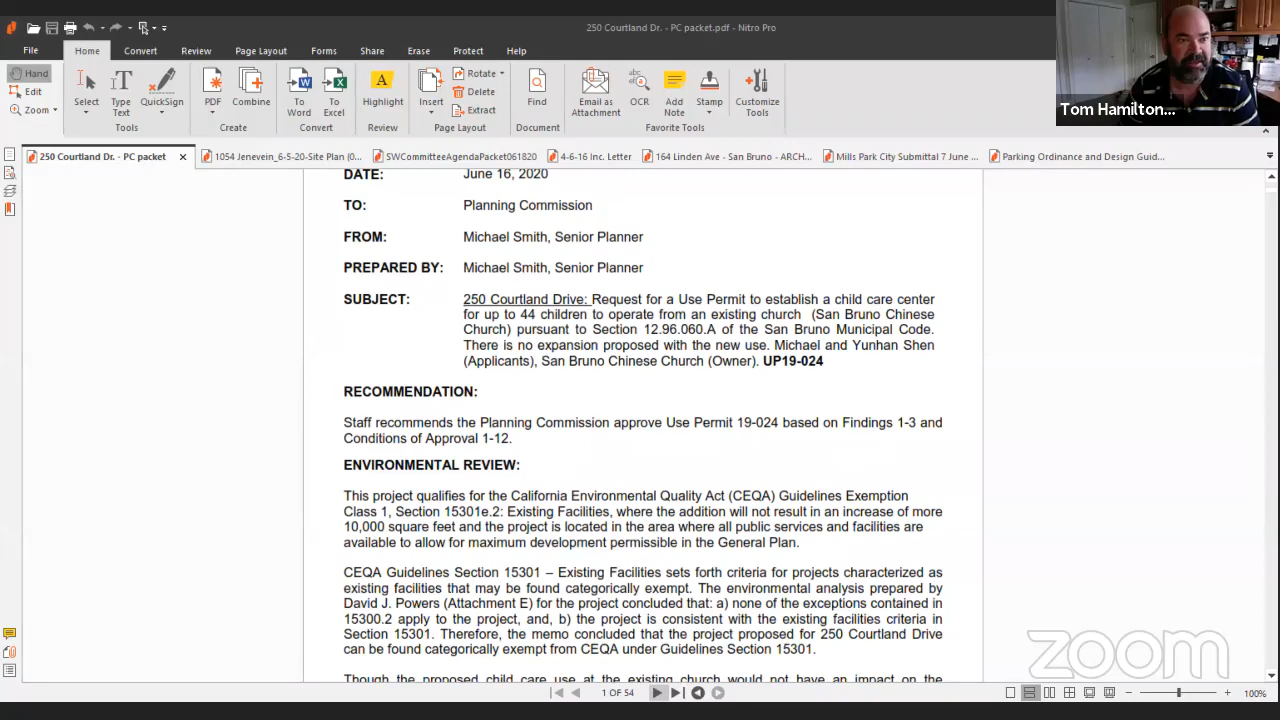 250 Courtland Dr. - PC packet.pdf - Nitro Pro
File Home Convert Review Page Layout Forms Share Erase Protect Help
Hand
Edit
Zoom
Select
Type Text
QuickSign
Tools
PDF
Combine
Create
To Word
To Excel
Convert
Highlight
Review
Insert
Rotate
Delete
Extract
Page Layout
Find
Document
Email as Attachment
OCR
Add Note
Stamp
Favorite Tools
Customize Tools
Tom Hamilton...
250 Courtland Dr. - PC packet
1054 Jenevein_6-5-20-Site Plan (0...
SWCommitteeAgendaPacket061820
4-6-16 Inc. Letter
164 Linden Ave - San Bruno - ARCH...
Mills Park City Submittal 7 June ...
Parking Ordinance and Design Guid...
DATE: June 16, 2020
TO: Planning Commission
FROM: Michael Smith, Senior Planner
PREPARED BY: Michael Smith, Senior Planner
SUBJECT: 250 Courtland Drive: Request for a Use Permit to establish a child care center
for up to 44 children to operate from an existing church (San Bruno Chinese
Church) pursuant to Section 12.96.060.A of the San Bruno Municipal Code.
There is no expansion proposed with the new use. Michael and Yunhan Shen
(Applicants), San Bruno Chinese Church (Owner). UP19-024
RECOMMENDATION:
Staff recommends the Planning Commission approve Use Permit 19-024 based on Findings 1-3 and
Conditions of Approval 1-12.
ENVIRONMENTAL REVIEW:
This project qualifies for the California Environmental Quality Act (CEQA) Guidelines Exemption
Class 1, Section 15301e.2: Existing Facilities, where the addition will not result in an increase of more
10,000 square feet and the project is located in the area where all public services and facilities are
available to allow for maximum development permissible in the General Plan.
CEQA Guidelines Section 15301 – Existing Facilities sets forth criteria for projects characterized as
existing facilities that may be found categorically exempt. The environmental analysis prepared by
David J. Powers (Attachment E) for the project concluded that: a) none of the exceptions contained in
15300.2 apply to the project, and, b) the project is consistent with the existing facilities criteria in
Section 15301. Therefore, the memo concluded that the project proposed for 250 Courtland Drive
can be found categorically exempt from CEQA under Guidelines Section 15301.
Though the proposed child care use at the existing church would not have an impact on the
zoom
1 OF 54
100%